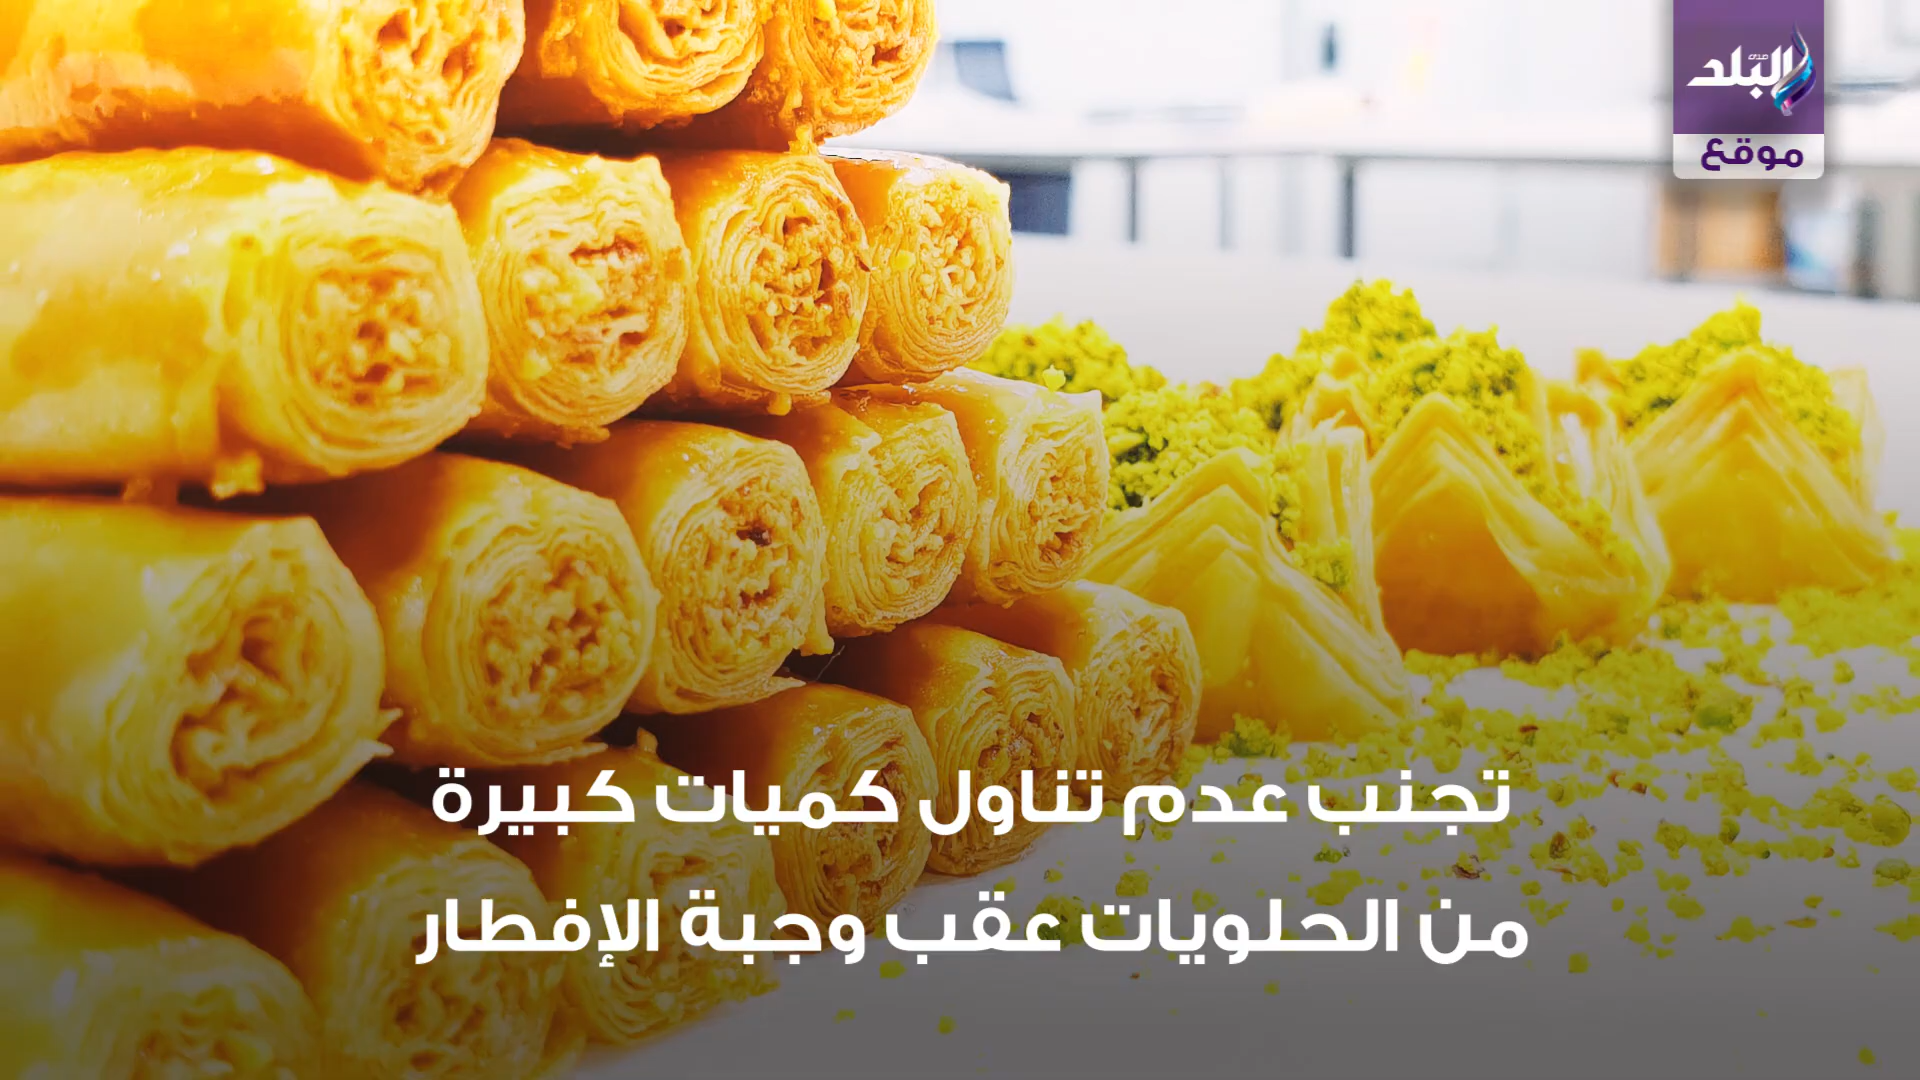 صدى
البلد
موقع
تجنب عدم تناول كميات كبيرة
من الحلويات عقب وجبة الإفطار